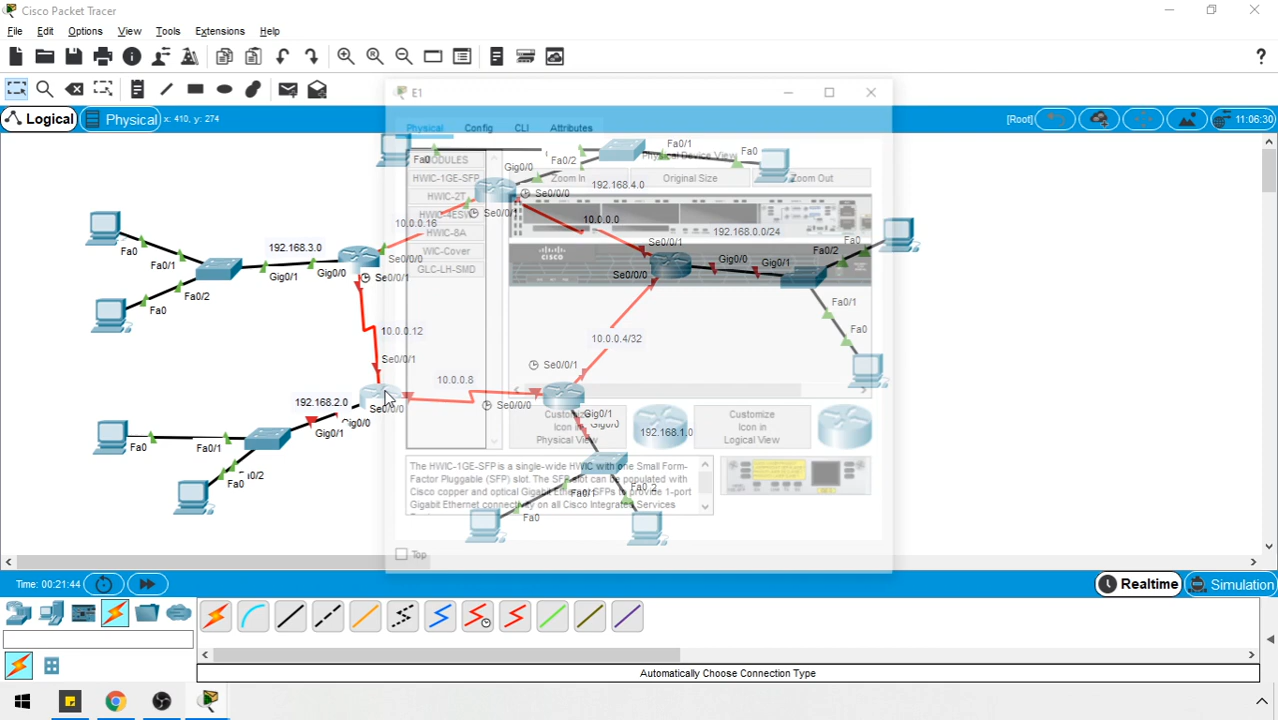 Cisco Packet Tracer
File Edit Options View Tools Extensions Help
?
Logical Physical x: 410, y: 274 [Root] 11:06:30
E1
Physical Config CLI Attributes
MODULES
HWIC-1GE-SFP
HWIC-2T
HWIC-8A
WIC-Cover
GLC-LH-SMD
Physical Device View
Zoom In Original Size Zoom Out
CISCO
Customize
Icon in
Physical View
Customize
Icon in
Logical View
The HWIC-1GE-SFP is a single-wide HWIC with one Small Form-
Factor Pluggable (SFP) slot. The SFP slot can be populated with
Cisco copper and optical Gigabit Ethernet SFPs to provide 1-port
Gigabit Ethernet connectivity on all Cisco Integrated Services
Top
Fa0
Fa0/2
Fa0/1
Fa0
Gig0/0
Se0/0/0
Se0/0/1
192.168.4.0
10.0.0.16
10.0.0.0
Se0/0/1
Se0/0/0
192.168.0.0/24
Gig0/0
Gig0/1
Fa0/2
Fa0
Fa0/1
Fa0
Fa0
Fa0/1
192.168.3.0
Gig0/1
Gig0/0
Se0/0/0
Se0/0/1
Fa0/2
Fa0
10.0.0.12
Se0/0/1
10.0.0.4/32
Se0/0/1
10.0.0.8
192.168.2.0
Se0/0/0
Se0/0/0
Gig0/0
Gig0/1
Gig0/1
192.168.1.0
Fa0
Fa0/1
Fa0
Fa0/1
Fa0
Time: 00:21:44 Realtime Simulation
Automatically Choose Connection Type